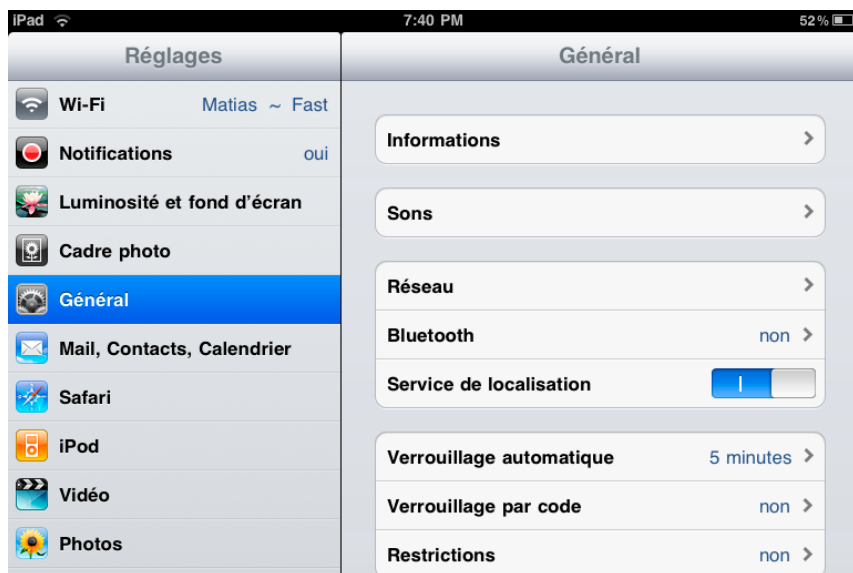 iPad 7:40 PM 52%
Réglages
Wi-Fi Matias ~ Fast
Notifications oui
Luminosité et fond d'écran
Cadre photo
Général
Mail, Contacts, Calendrier
Safari
iPod
Vidéo
Photos
Général
Informations
Sons
Réseau
Bluetooth non
Service de localisation
Verrouillage automatique 5 minutes
Verrouillage par code non
Restrictions non